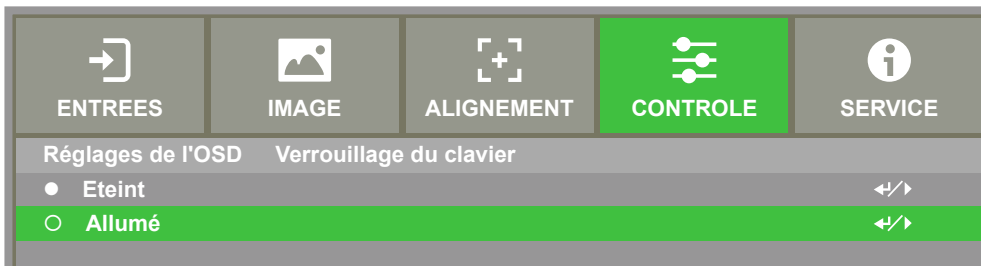 ENTREES IMAGE ALIGNEMENT CONTROLE SERVICE
Réglages de l'OSD Verrouillage du clavier
Eteint
Allumé